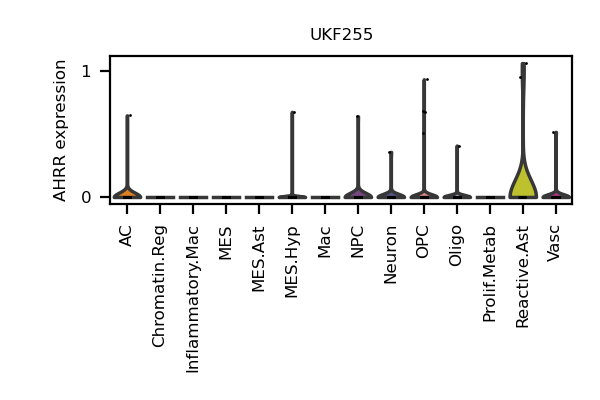 UKF255
AHRR expression
1
0
AC
Chromatin.Reg
Inflammatory.Mac
MES
MES.Ast
MES.Hyp
Mac
NPC
Neuron
OPC
Oligo
Prolif.Metab
Reactive.Ast
Vasc